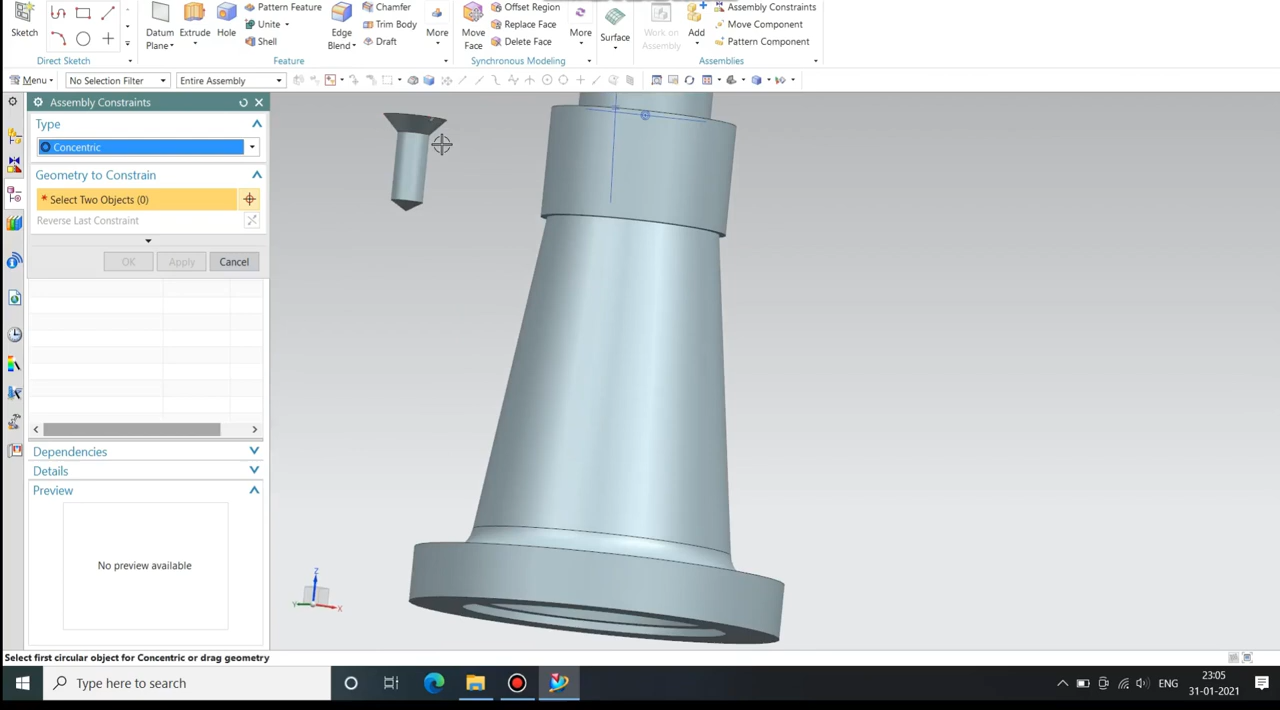 Sketch
Datum Plane
Extrude
Hole
Pattern Feature
Unite
Shell
Edge Blend
Chamfer
Trim Body
Draft
More
Move Face
Offset Region
Replace Face
Delete Face
More
Surface
Work on Assembly
Add
Assembly Constraints
Move Component
Pattern Component
Direct Sketch
Feature
Synchronous Modeling
Assemblies
Menu
No Selection Filter
Entire Assembly
Assembly Constraints
Type
Concentric
Geometry to Constrain
* Select Two Objects (0)
Reverse Last Constraint
OK
Apply
Cancel
Dependencies
Details
Preview
No preview available
Z
Y
X
Select first circular object for Concentric or drag geometry
Type here to search
ENG
23:05
31-01-2021